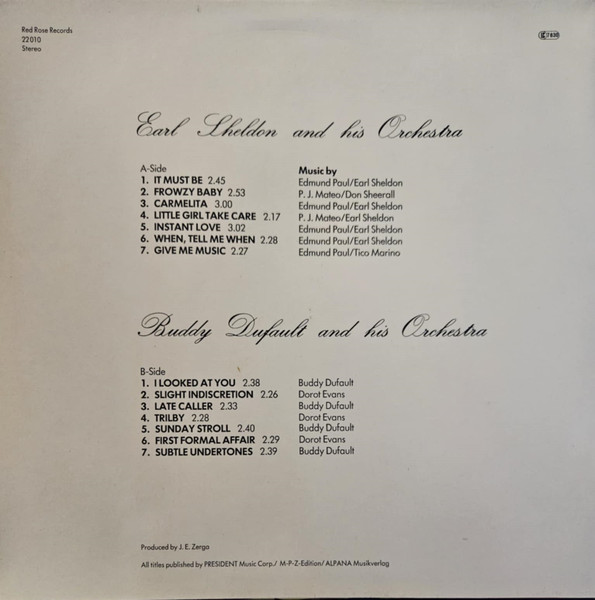 Red Rose Records
22010
Stereo
Earl Sheldon and his Orchestra
A-Side
Music by
1. IT MUST BE 2.45 Edmund Paul/Earl Sheldon
2. FROWZY BABY 2.53 P. J. Mateo/Don Sheerall
3. CARMELITA 3.00 Edmund Paul/Earl Sheldon
4. LITTLE GIRL TAKE CARE 2.17 P. J. Mateo/Earl Sheldon
5. INSTANT LOVE 3.02 Edmund Paul/Earl Sheldon
6. WHEN, TELL ME WHEN 2.28 Edmund Paul/Earl Sheldon
7. GIVE ME MUSIC 2.27 Edmund Paul/Tico Marino
Buddy Dufault and his Orchestra
B-Side
1. I LOOKED AT YOU 2.38 Buddy Dufault
2. SLIGHT INDISCRETION 2.26 Dorot Evans
3. LATE CALLER 2.33 Buddy Dufault
4. TRILBY 2.28 Dorot Evans
5. SUNDAY STROLL 2.40 Buddy Dufault
6. FIRST FORMAL AFFAIR 2.29 Dorot Evans
7. SUBTLE UNDERTONES 2.39 Buddy Dufault
Produced by J. E. Zergo
All titles published by PRESIDENT Music Corp./ M-P-Z-Edition/ALPANA Musikverlag